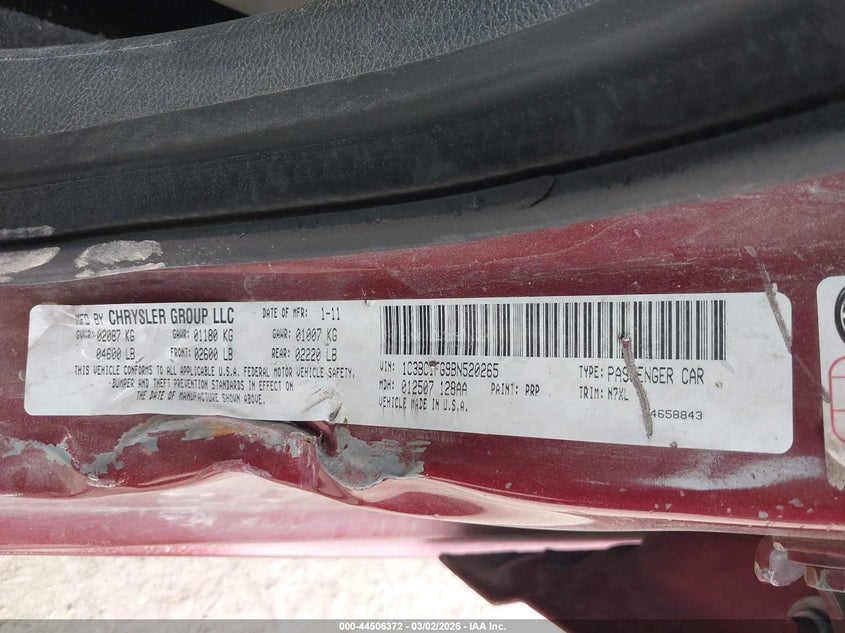 MFD BY CHRYSLER GROUP LLC DATE OF MFR: 1-11
GVWR: 02087 KG GAWR: 01180 KG GAWR: 01007 KG
04600 LB FRONT: 02600 LB REAR: 02220 LB
THIS VEHICLE CONFORMS TO ALL APPLICABLE U.S.A. FEDERAL MOTOR VEHICLE SAFETY,
BUMPER AND THEFT PREVENTION STANDARDS IN EFFECT ON
THE DATE OF MANUFACTURE SHOWN ABOVE.
VIN: 1C3BC1FG9BN520265 TYPE: PASSENGER CAR
MDH: 012507 128AA PAINT: PRP TRIM: N7XL
VEHICLE MADE IN U.S.A. 4658843
000-44506372 - 03/02/2026 - IAA Inc.